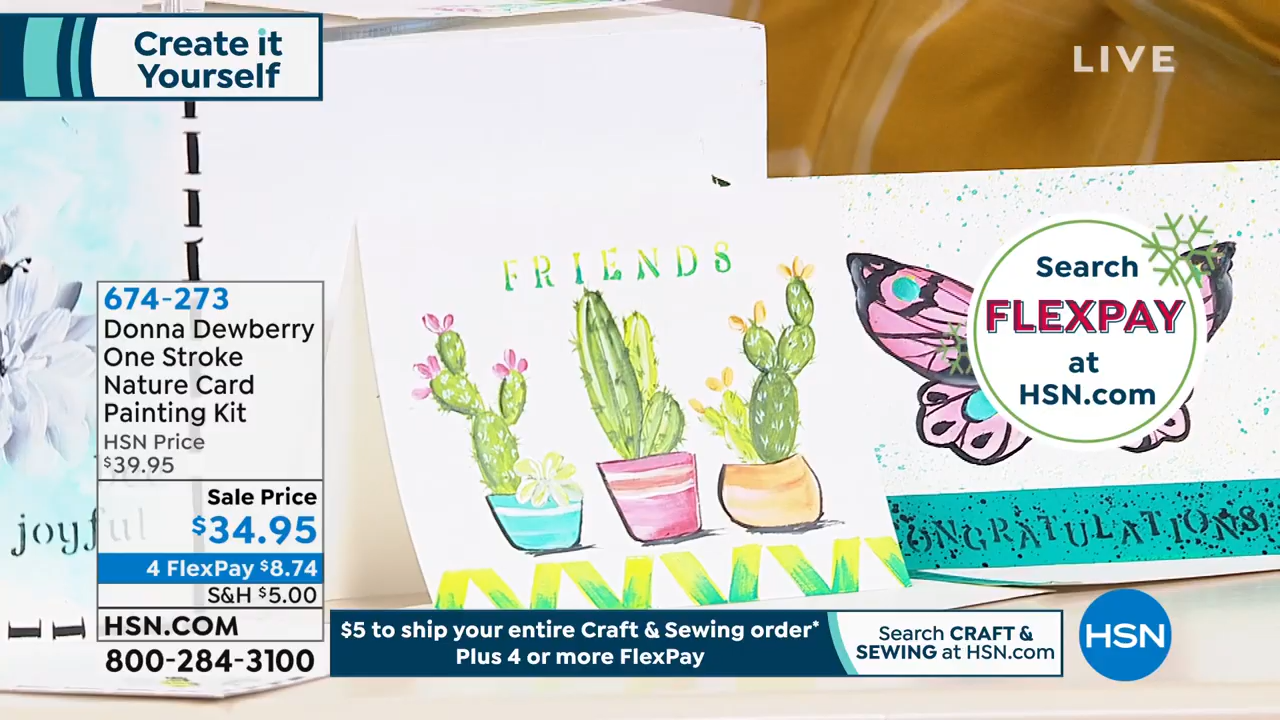 Create it
Yourself
LIVE
FRIENDS
Search
FLEXPAY
at
HSN.com
674-273
Donna Dewberry
One Stroke
Nature Card
Painting Kit
HSN Price
$39.95
Sale Price
$34.95
4 FlexPay $8.74
S&H $5.00
HSN.COM
800-284-3100
joyful
ONGRATULATIONS!
$5 to ship your entire Craft & Sewing order*
Plus 4 or more FlexPay
Search CRAFT &
SEWING at HSN.com
HSN